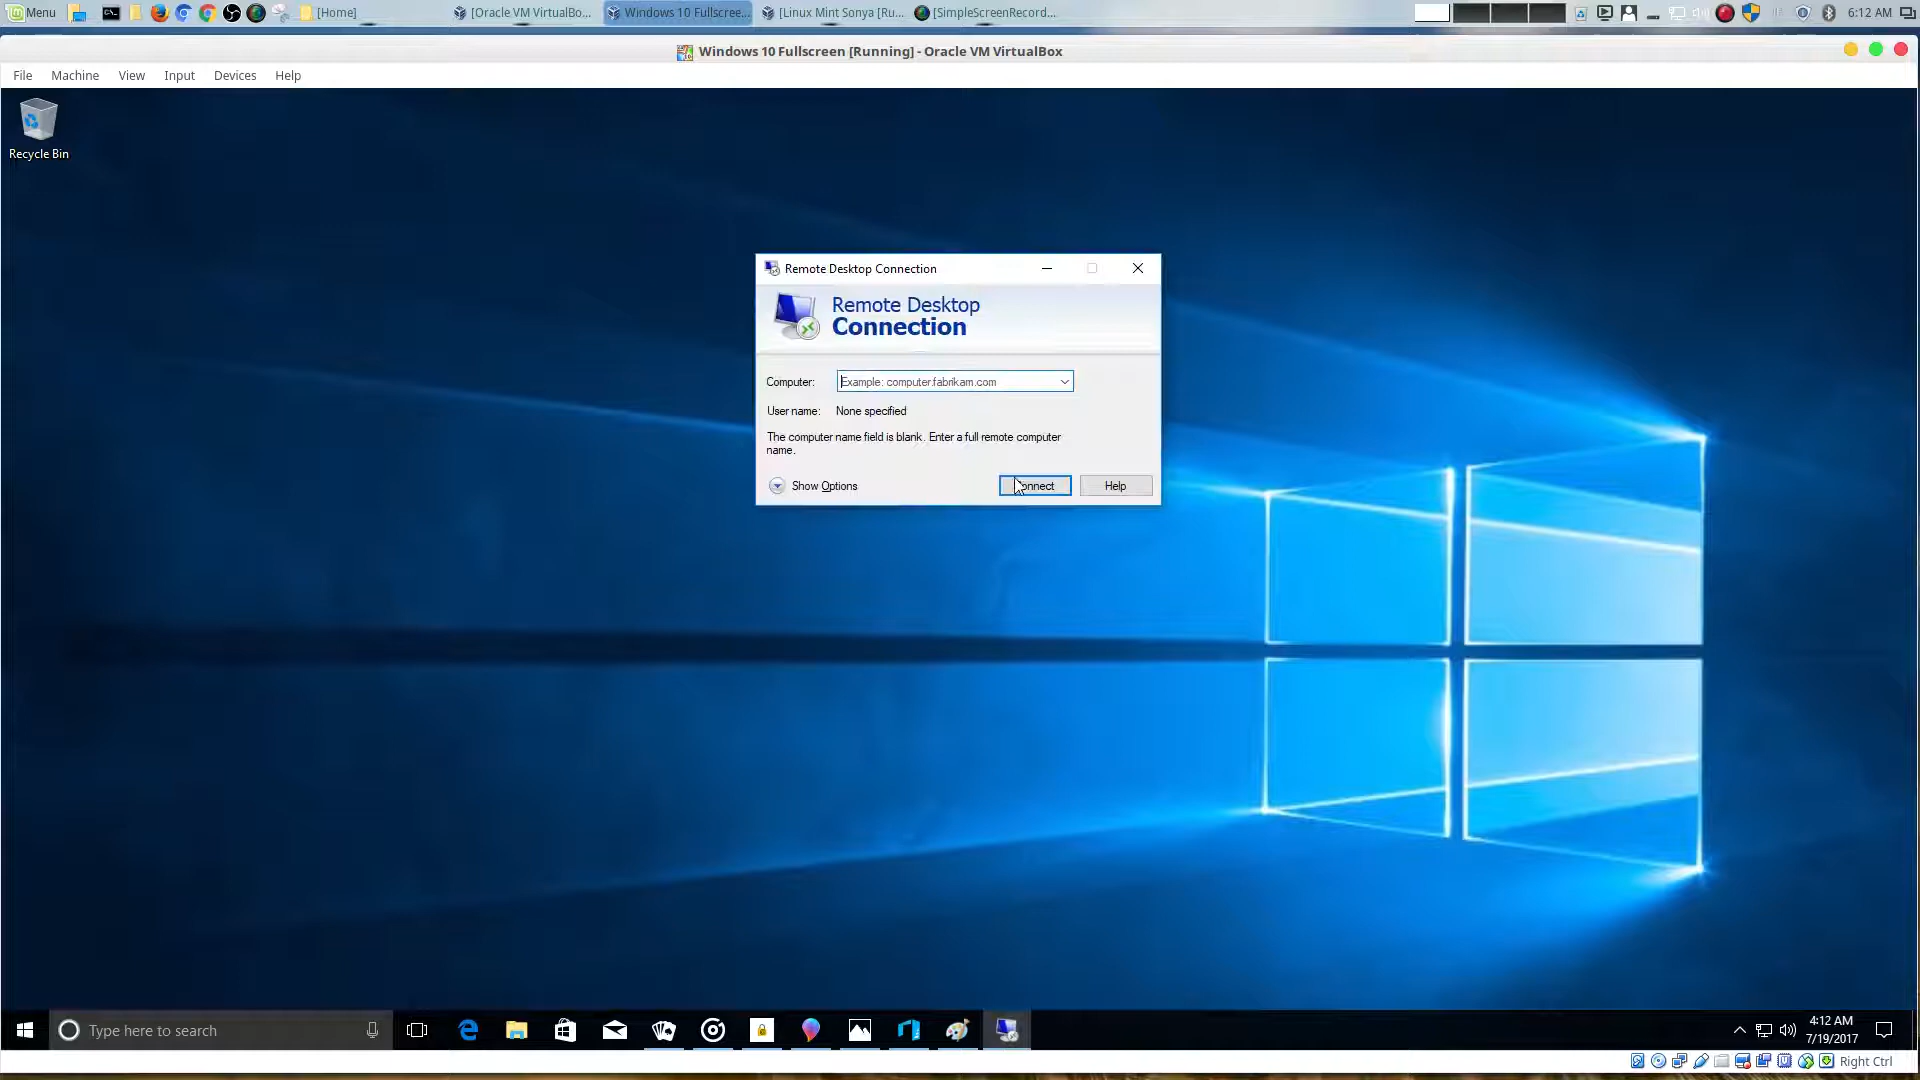 Menu
[Home]
[Oracle VM VirtualBo...
Windows 10 Fullscree...
[Linux Mint Sonya [Ru...
[SimpleScreenRecord...
6:12 AM
Windows 10 Fullscreen [Running] - Oracle VM VirtualBox
File Machine View Input Devices Help
Recycle Bin
Remote Desktop Connection
Remote Desktop
Connection
Computer: Example: computer.fabrikam.com
User name: None specified
The computer name field is blank. Enter a full remote computer
name.
Show Options
Help
Type here to search
4:12 AM
7/19/2017
Right Ctrl